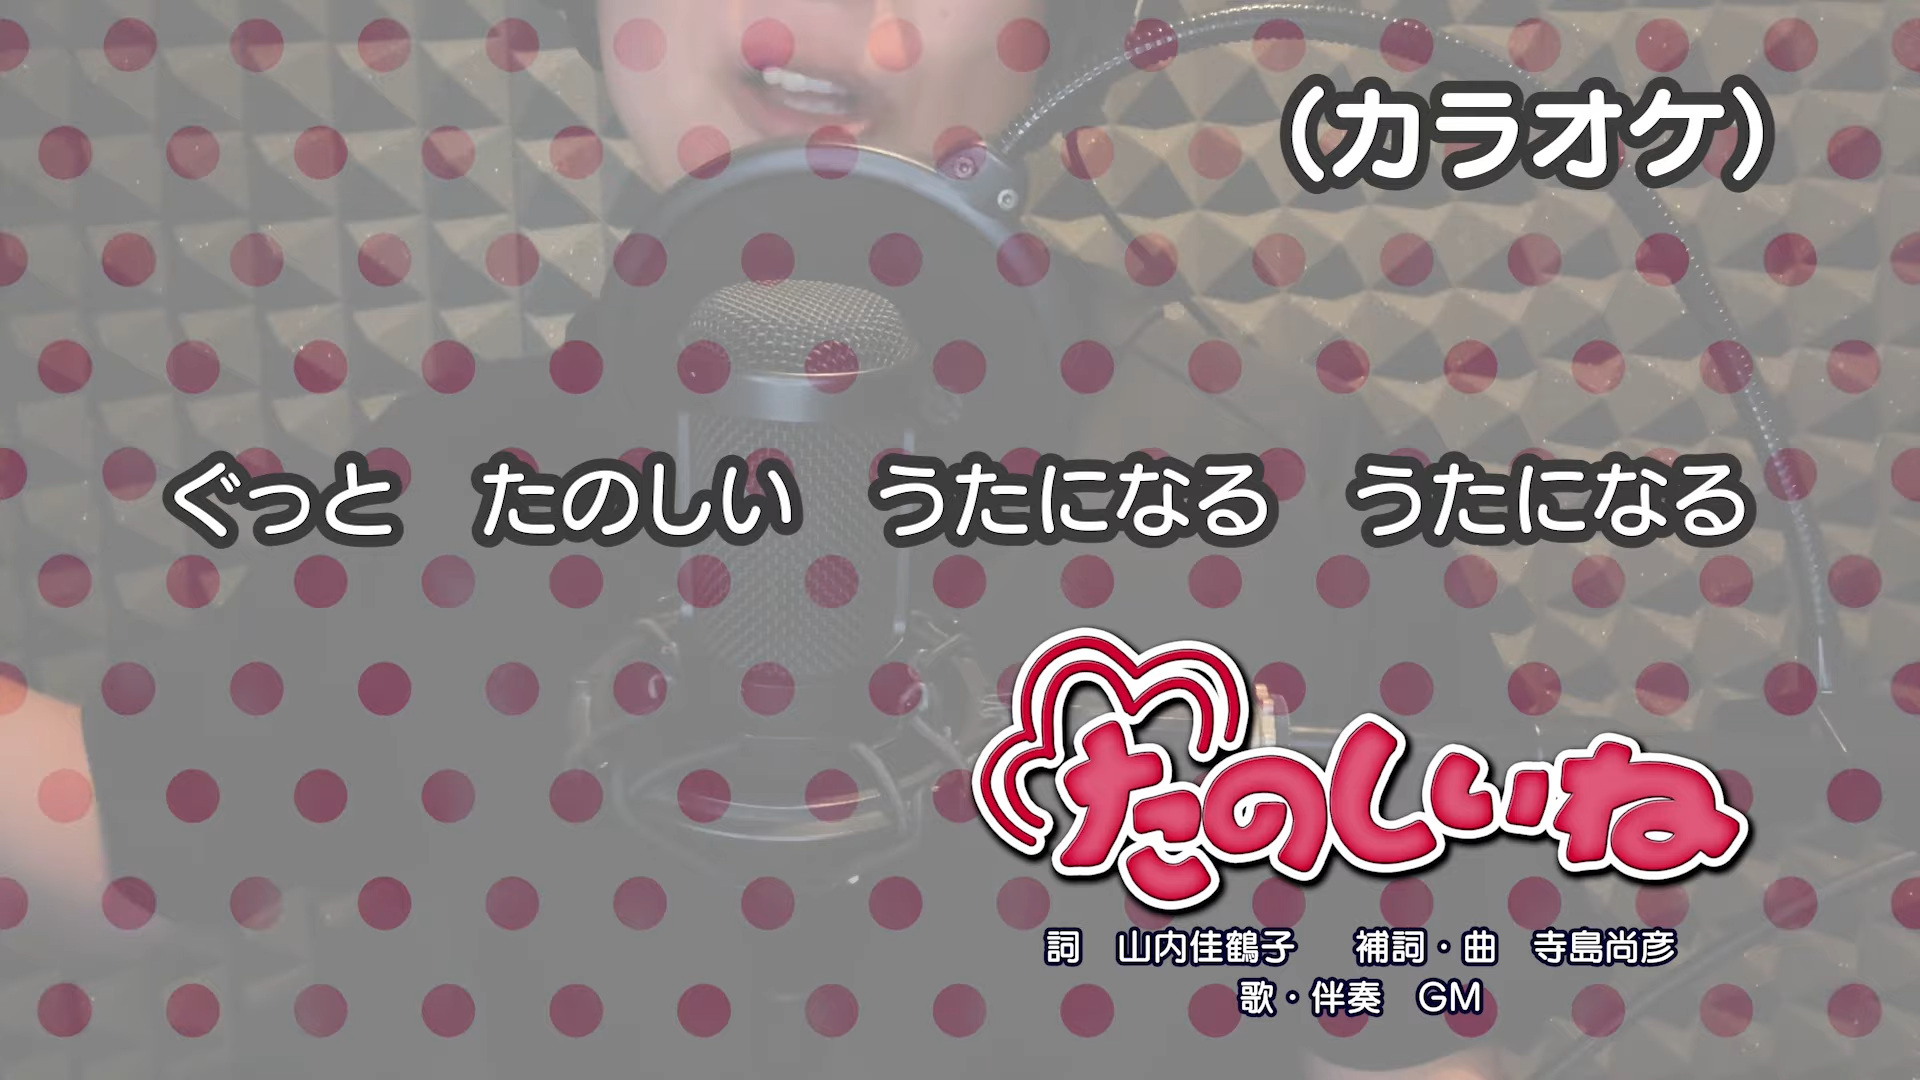 （カラオケ）
ぐっと　たのしい　うたになる　うたになる
たのしいね
詞　山内佳鶴子　　補詞・曲　寺島尚彦
歌・伴奏　GM